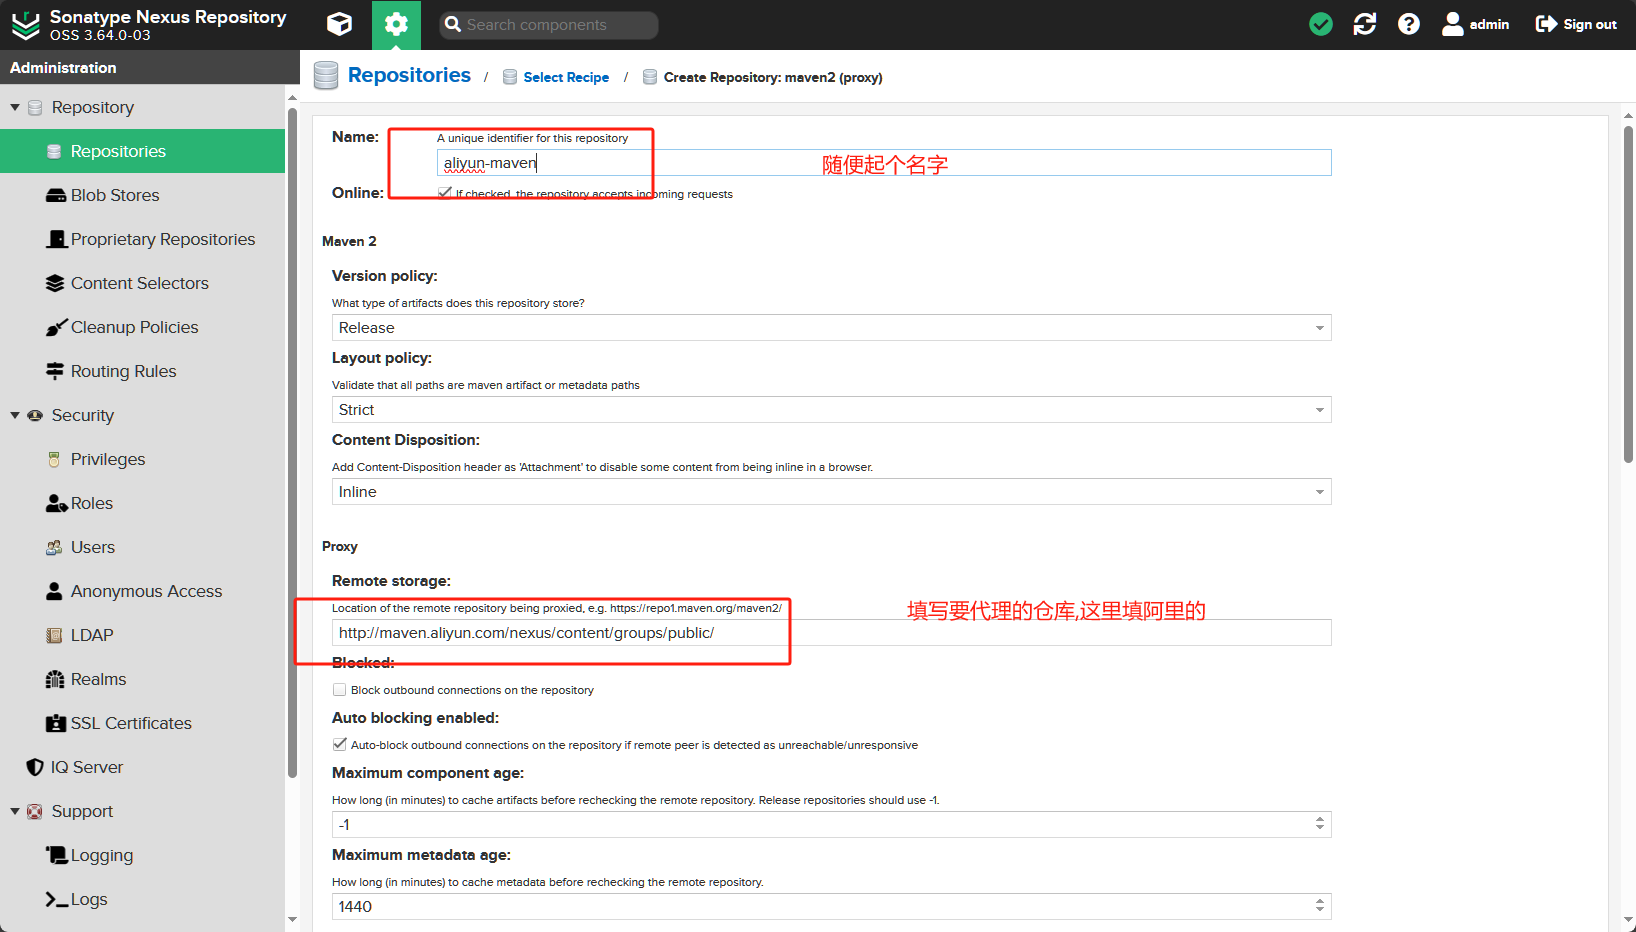 Sonatype Nexus Repository
OSS 3.64.0-03
Search components
admin
Sign out
Administration
Repositories / Select Recipe / Create Repository: maven2 (proxy)
Repository
Repositories
Blob Stores
Proprietary Repositories
Content Selectors
Cleanup Policies
Routing Rules
Security
Privileges
Roles
Users
Anonymous Access
LDAP
Realms
SSL Certificates
IQ Server
Support
Logging
Logs
Name:
A unique identifier for this repository
aliyun-maven
随便起个名字
Online:
If checked, the repository accepts incoming requests
Maven 2
Version policy:
What type of artifacts does this repository store?
Release
Layout policy:
Validate that all paths are maven artifact or metadata paths
Strict
Content Disposition:
Add Content-Disposition header as 'Attachment' to disable some content from being inline in a browser.
Inline
Proxy
Remote storage:
Location of the remote repository being proxied, e.g. https://repo1.maven.org/maven2/
填写要代理的仓库,这里填阿里的
http://maven.aliyun.com/nexus/content/groups/public/
Blocked:
Block outbound connections on the repository
Auto blocking enabled:
Auto-block outbound connections on the repository if remote peer is detected as unreachable/unresponsive
Maximum component age:
How long (in minutes) to cache artifacts before rechecking the remote repository. Release repositories should use -1.
-1
Maximum metadata age:
How long (in minutes) to cache metadata before rechecking the remote repository.
1440